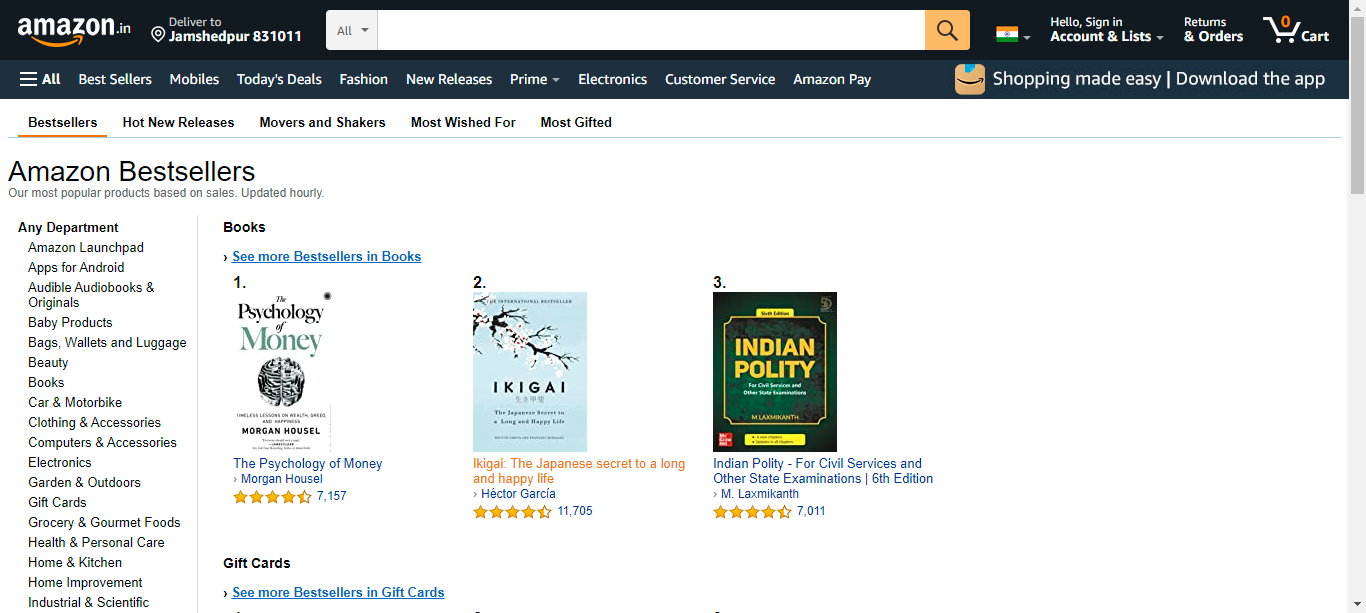 amazon.in
Deliver to
Jamshedpur 831011
All
Hello, Sign in
Account & Lists
Returns
& Orders
0
Cart
All
Best Sellers
Mobiles
Today's Deals
Fashion
New Releases
Prime
Electronics
Customer Service
Amazon Pay
Shopping made easy | Download the app
Bestsellers
Hot New Releases
Movers and Shakers
Most Wished For
Most Gifted
Amazon Bestsellers
Our most popular products based on sales. Updated hourly.
Any Department
Amazon Launchpad
Apps for Android
Audible Audiobooks &
Originals
Baby Products
Bags, Wallets and Luggage
Beauty
Books
Car & Motorbike
Clothing & Accessories
Computers & Accessories
Electronics
Garden & Outdoors
Gift Cards
Grocery & Gourmet Foods
Health & Personal Care
Home & Kitchen
Home Improvement
Industrial & Scientific
Books
› See more Bestsellers in Books
1.
The
Psychology
of
Money
TIMELESS LESSONS ON WEALTH, GREED,
AND HAPPINESS
MORGAN HOUSEL
The Psychology of Money
› Morgan Housel
7,157
2.
THE INTERNATIONAL BESTSELLER
IKIGAI
生き甲斐
The Japanese Secret to
a Long and Happy Life
Ikigai: The Japanese secret to a long
and happy life
› Héctor García
11,705
3.
Sixth Edition
INDIAN
POLITY
For Civil Services and
Other State Examinations
M LAXMIKANTH
Indian Polity - For Civil Services and
Other State Examinations | 6th Edition
› M. Laxmikanth
7,011
Gift Cards
› See more Bestsellers in Gift Cards